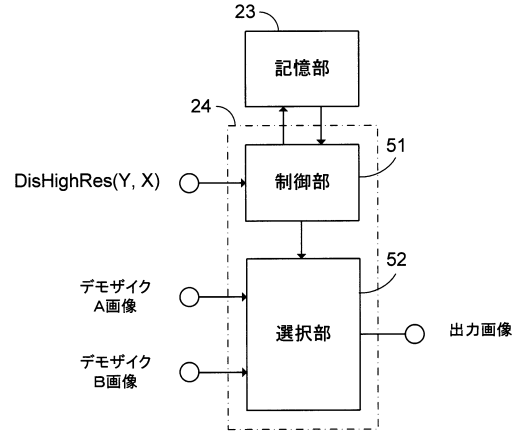 23
記憶部
24
51
DisHighRes(Y, X)
制御部
52
デモザイク
A画像
選択部
出力画像
デモザイク
B画像